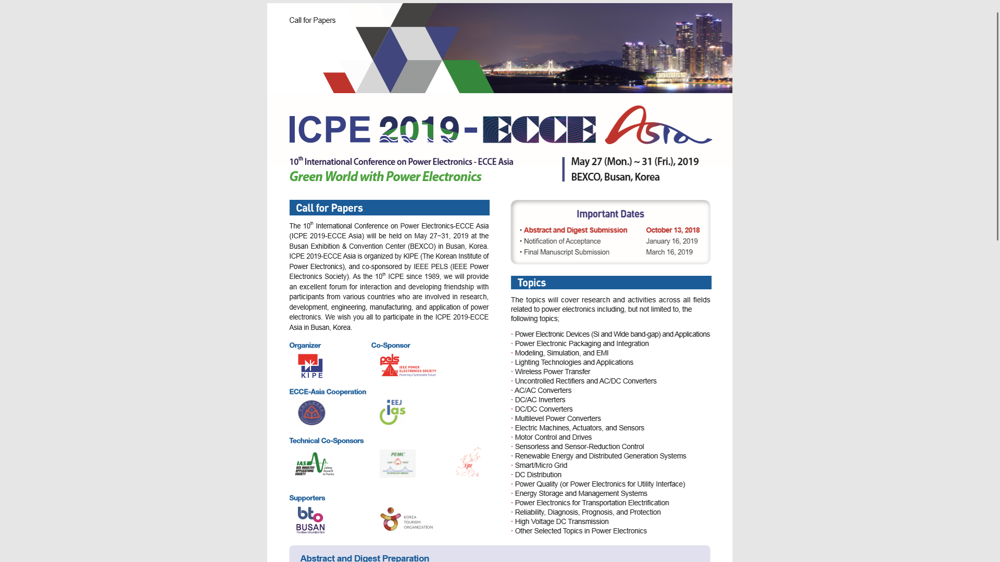 Call for Papers
ICPE 2019 - ECCE Asia
10th International Conference on Power Electronics - ECCE Asia
Green World with Power Electronics
May 27 (Mon.) ~ 31 (Fri.), 2019
BEXCO, Busan, Korea
Call for Papers
The 10th International Conference on Power Electronics-ECCE Asia
(ICPE 2019-ECCE Asia) will be held on May 27~31, 2019 at the
Busan Exhibition & Convention Center (BEXCO) in Busan, Korea.
ICPE 2019-ECCE Asia is organized by KIPE (The Korean Institute of
Power Electronics), and co-sponsored by IEEE PELS (IEEE Power
Electronics Society). As the 10th ICPE since 1989, we will provide
an excellent forum for interaction and developing friendship with
participants from various countries who are involved in research,
development, engineering, manufacturing, and application of power
electronics. We wish you all to participate in the ICPE 2019-ECCE
Asia in Busan, Korea.
Organizer
KIPE
Co-Sponsor
pels
IEEE POWER
ELECTRONICS SOCIETY
Powering a Sustainable Future
ECCE-Asia Cooperation
IEEJ
ias
Technical Co-Sponsors
IAS
IEEE INDUSTRY
APPLICATIONS
SOCIETY
Linking
Research
to Practice
PEMC
EPE
Supporters
bto
BUSAN
TOURISM ORGANIZATION
KOREA
TOURISM
ORGANIZATION
Important Dates
• Abstract and Digest Submission October 13, 2018
• Notification of Acceptance January 16, 2019
• Final Manuscript Submission March 16, 2019
Topics
The topics will cover research and activities across all fields
related to power electronics including, but not limited to, the
following topics;
· Power Electronic Devices (Si and Wide band-gap) and Applications
· Power Electronic Packaging and Integration
· Modeling, Simulation, and EMI
· Lighting Technologies and Applications
· Wireless Power Transfer
· Uncontrolled Rectifiers and AC/DC Converters
· AC/AC Converters
· DC/AC Inverters
· DC/DC Converters
· Multilevel Power Converters
· Electric Machines, Actuators, and Sensors
· Motor Control and Drives
· Sensorless and Sensor-Reduction Control
· Renewable Energy and Distributed Generation Systems
· Smart/Micro Grid
· DC Distribution
· Power Quality (or Power Electronics for Utility Interface)
· Energy Storage and Management Systems
· Power Electronics for Transportation Electrification
· Reliability, Diagnosis, Prognosis, and Protection
· High Voltage DC Transmission
· Other Selected Topics in Power Electronics
Abstract and Digest Preparation